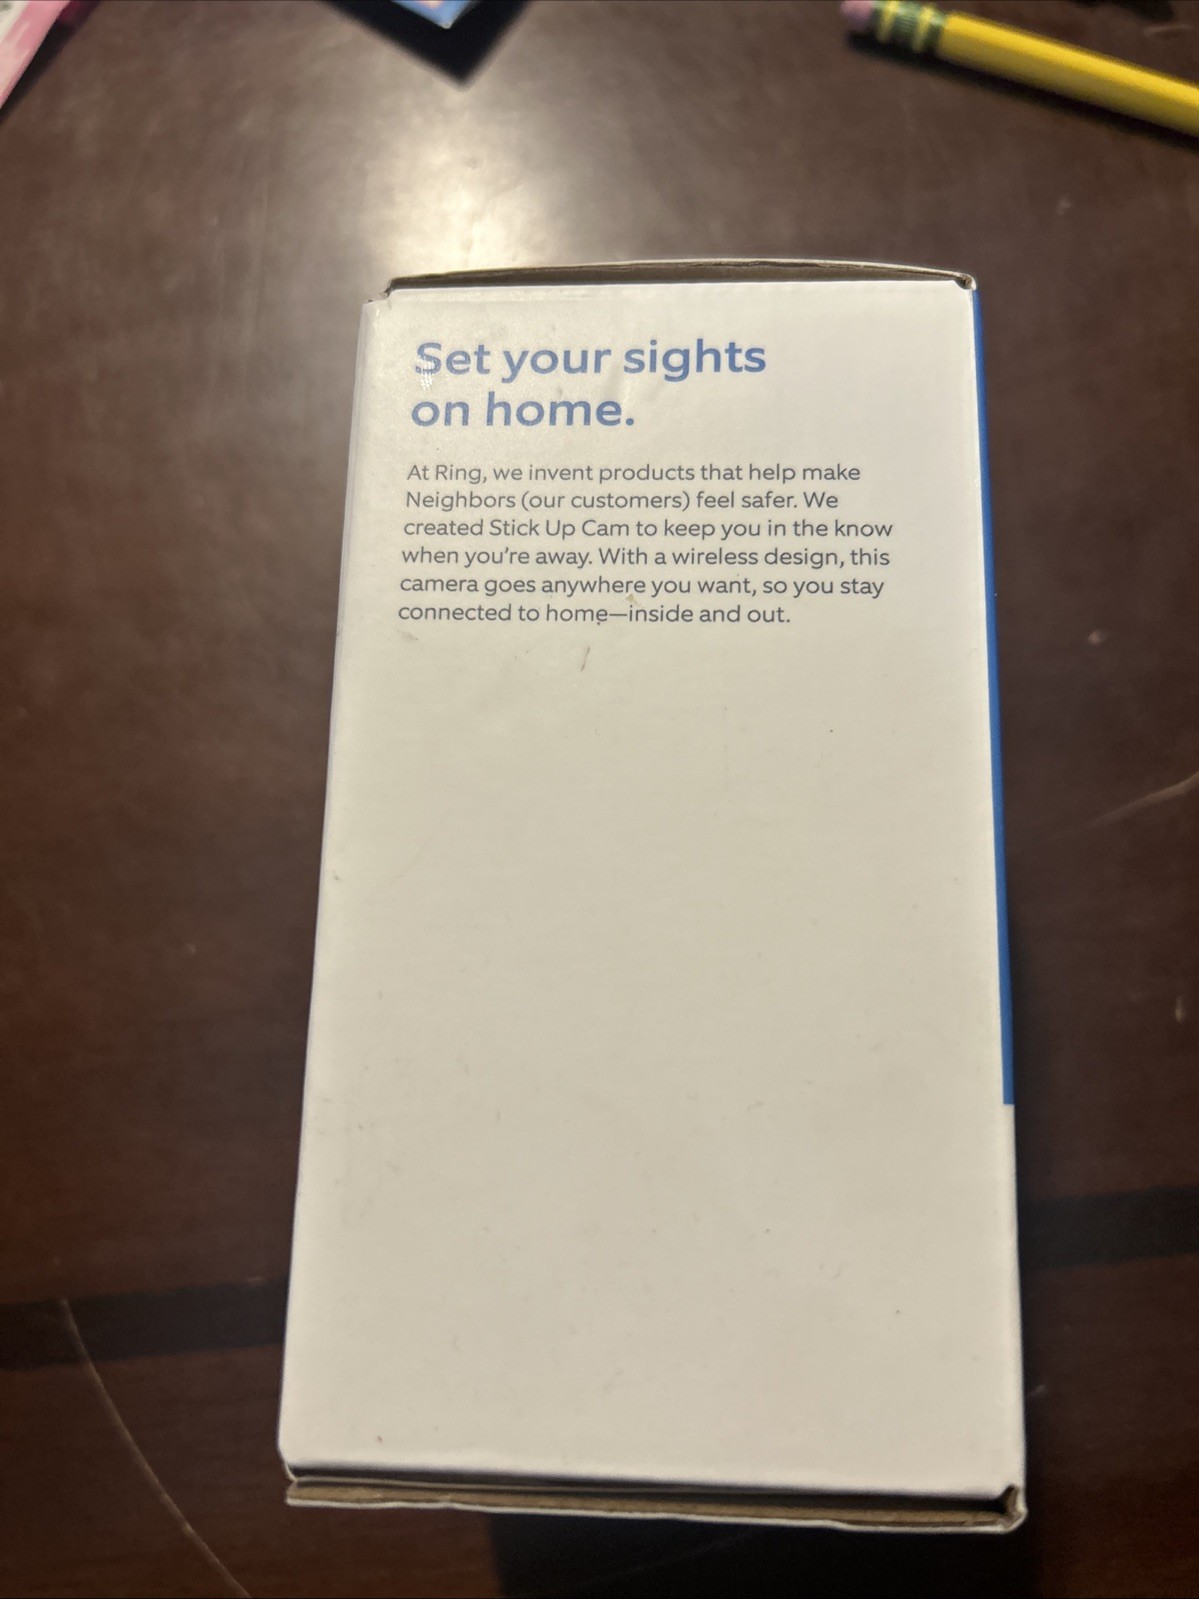 Set your sights
on home.
At Ring, we invent products that help make
Neighbors (our customers) feel safer. We
created Stick Up Cam to keep you in the know
when you're away. With a wireless design, this
camera goes anywhere you want, so you stay
connected to home—inside and out.